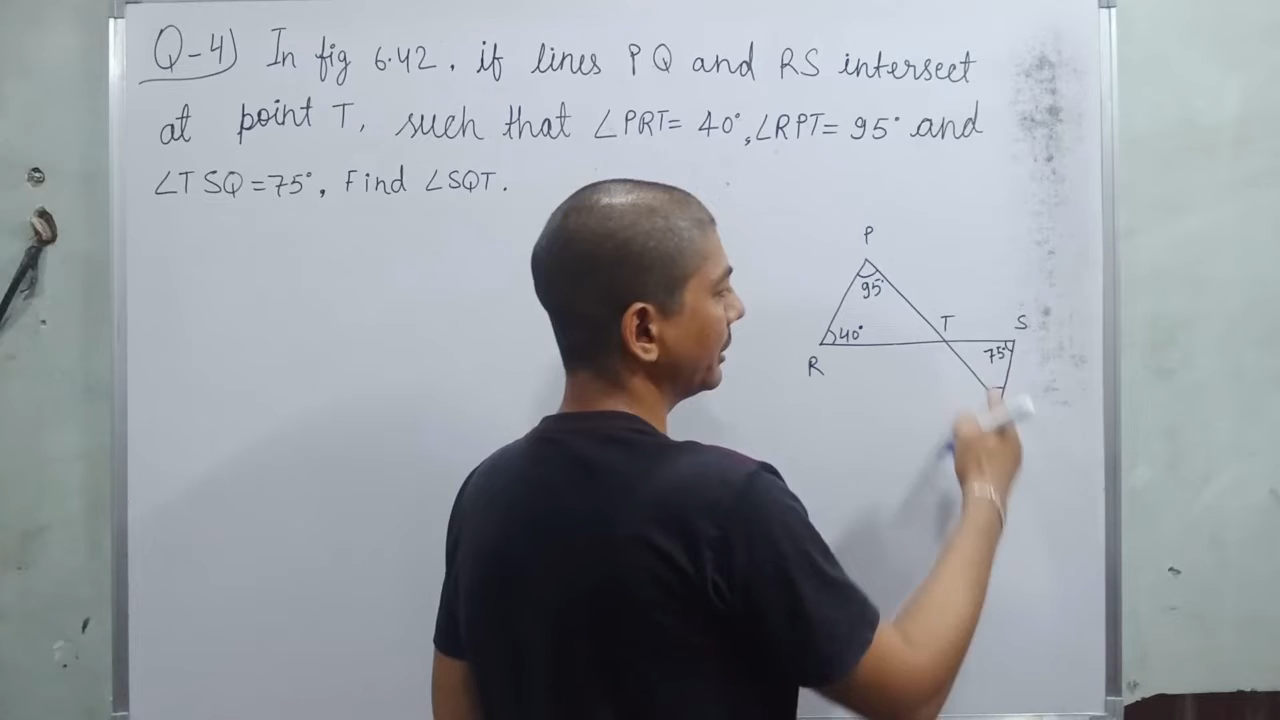 Q-4) In fig 6.42, if lines PQ and RS intersect
at point T, such that ∠PRT= 40°, ∠RPT= 95° and
∠TSQ=75°, Find ∠SQT.
P
95°
T
S
40°
75°
R